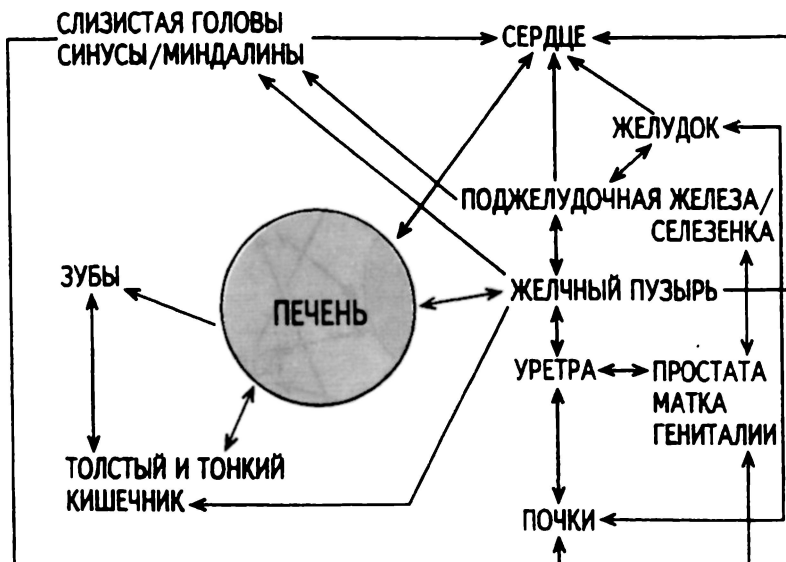 СЛИЗИСТАЯ ГОЛОВЫ
СИНУСЫ/МИНДАЛИНЫ
СЕРДЦЕ
ЖЕЛУДОК
ПОДЖЕЛУДОЧНАЯ ЖЕЛЕЗА/
СЕЛЕЗЕНКА
ЗУБЫ
ПЕЧЕНЬ
ЖЕЛЧНЫЙ ПУЗЫРЬ
УРЕТРА
ПРОСТАТА
МАТКА
ГЕНИТАЛИИ
ТОЛСТЫЙ И ТОНКИЙ
КИШЕЧНИК
ПОЧКИ